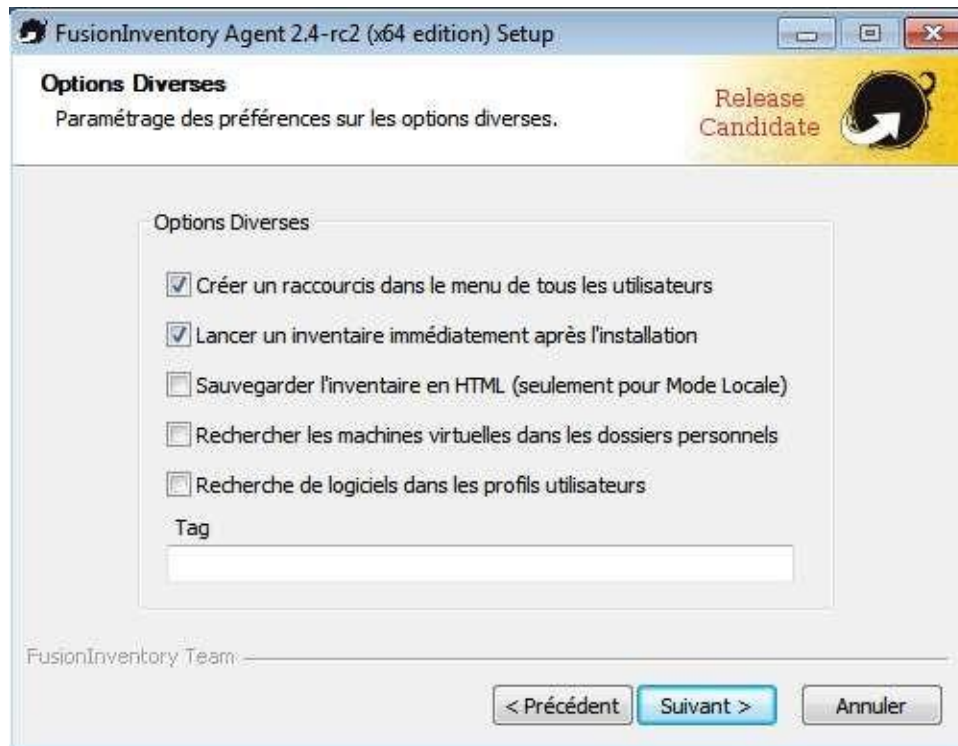 FusionInventory Agent 2.4-rc2 (x64 edition) Setup
Options Diverses
Paramétrage des préférences sur les options diverses.
Release
Candidate
Options Diverses
Créer un raccourcis dans le menu de tous les utilisateurs
Lancer un inventaire immédiatement après l'installation
Sauvegarder l'inventaire en HTML (seulement pour Mode Locale)
Rechercher les machines virtuelles dans les dossiers personnels
Recherche de logiciels dans les profils utilisateurs
Tag
FusionInventory Team
< Précédent
Suivant >
Annuler